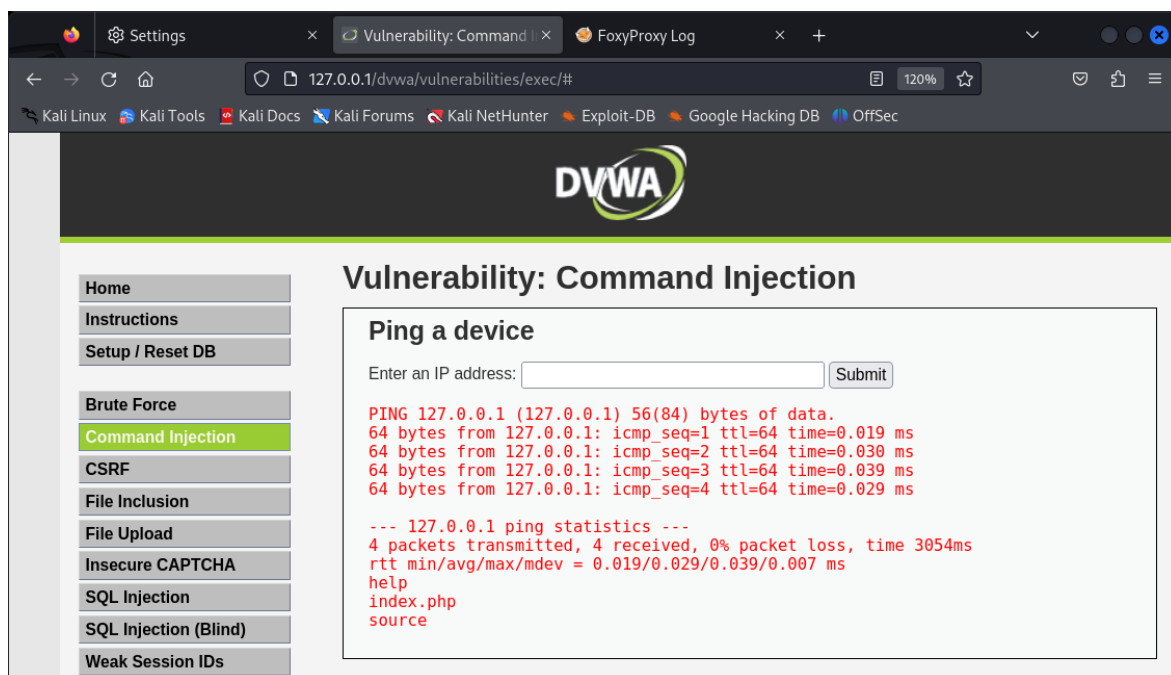 Settings
Vulnerability: Command I
FoxyProxy Log
127.0.0.1/dvwa/vulnerabilities/exec/#
120%
Kali Linux Kali Tools Kali Docs Kali Forums Kali NetHunter Exploit-DB Google Hacking DB OffSec
DVWA
Home
Instructions
Setup / Reset DB
Brute Force
Command Injection
CSRF
File Inclusion
File Upload
Insecure CAPTCHA
SQL Injection
SQL Injection (Blind)
Weak Session IDs
Vulnerability: Command Injection
Ping a device
Enter an IP address: Submit
PING 127.0.0.1 (127.0.0.1) 56(84) bytes of data.
64 bytes from 127.0.0.1: icmp_seq=1 ttl=64 time=0.019 ms
64 bytes from 127.0.0.1: icmp_seq=2 ttl=64 time=0.030 ms
64 bytes from 127.0.0.1: icmp_seq=3 ttl=64 time=0.039 ms
64 bytes from 127.0.0.1: icmp_seq=4 ttl=64 time=0.029 ms
--- 127.0.0.1 ping statistics ---
4 packets transmitted, 4 received, 0% packet loss, time 3054ms
rtt min/avg/max/mdev = 0.019/0.029/0.039/0.007 ms
help
index.php
source